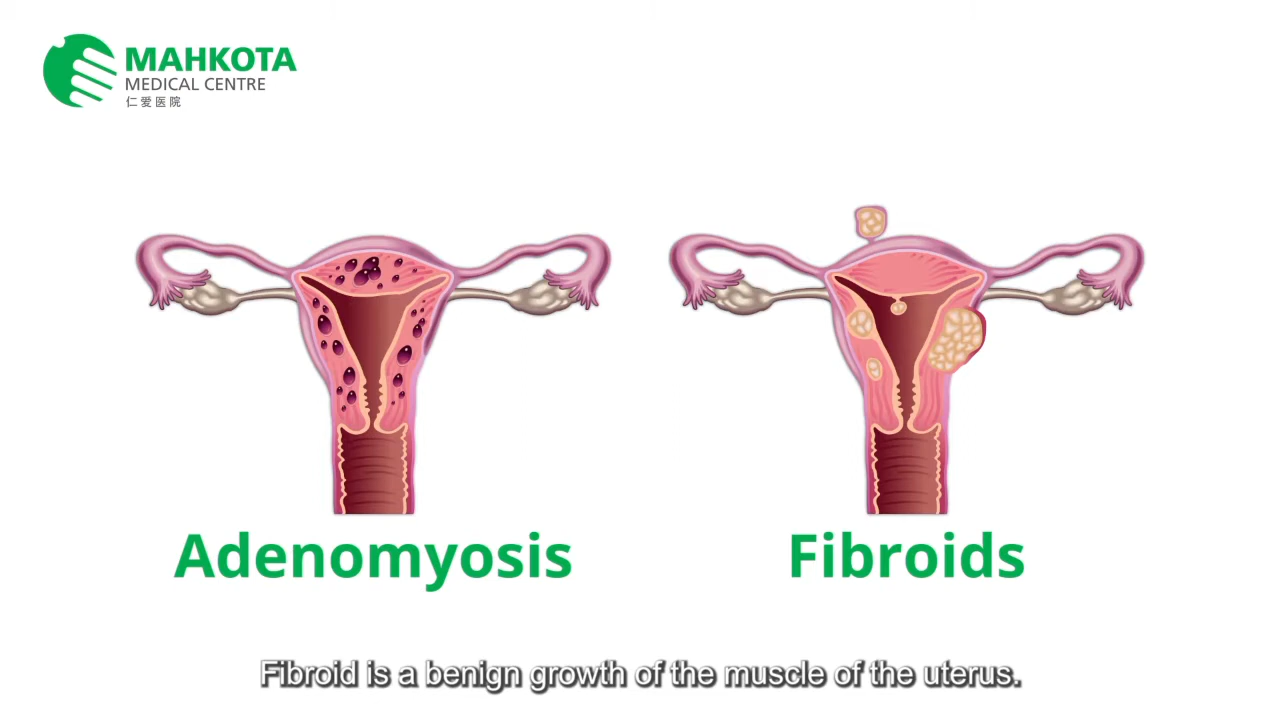 MAHKOTA
MEDICAL CENTRE
仁爱医院
Adenomyosis
Fibroids
Fibroid is a benign growth of the muscle of the uterus.